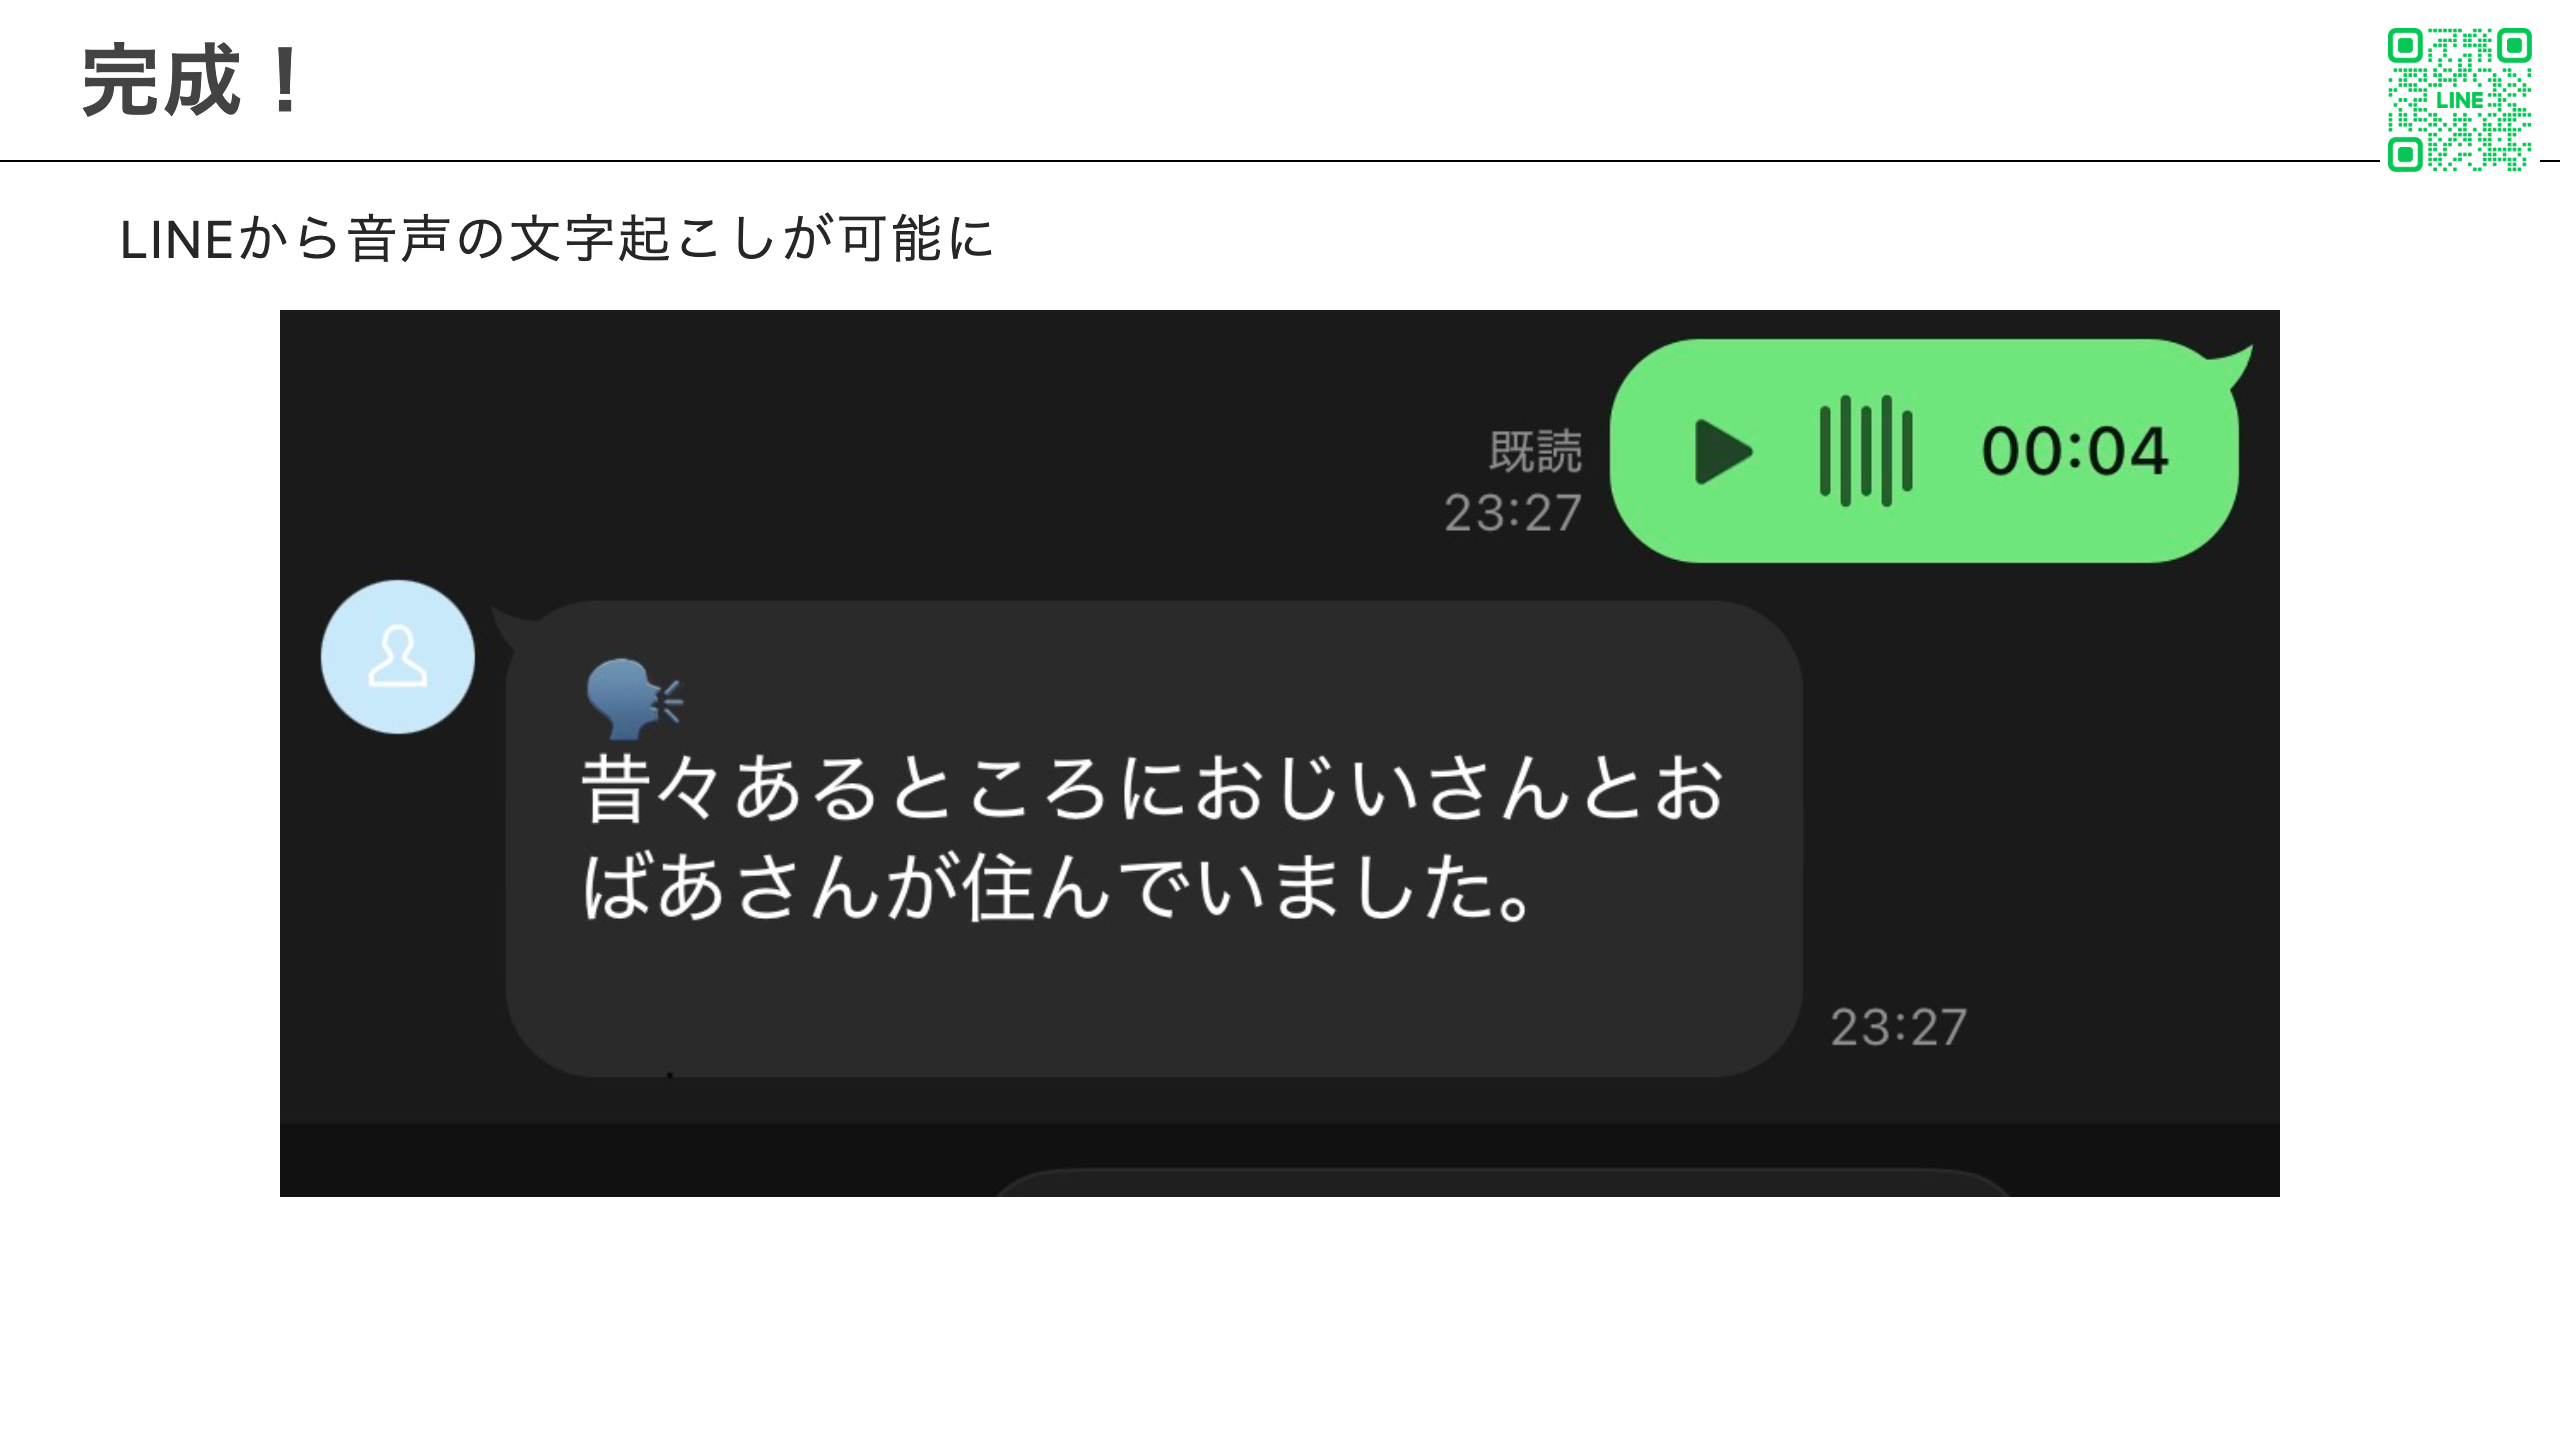 完成！
LINE
LINEから音声の文字起こしが可能に
00:04
既読
23:27
🗣
昔々あるところにおじいさんとお
ばあさんが住んでいました。
23:27